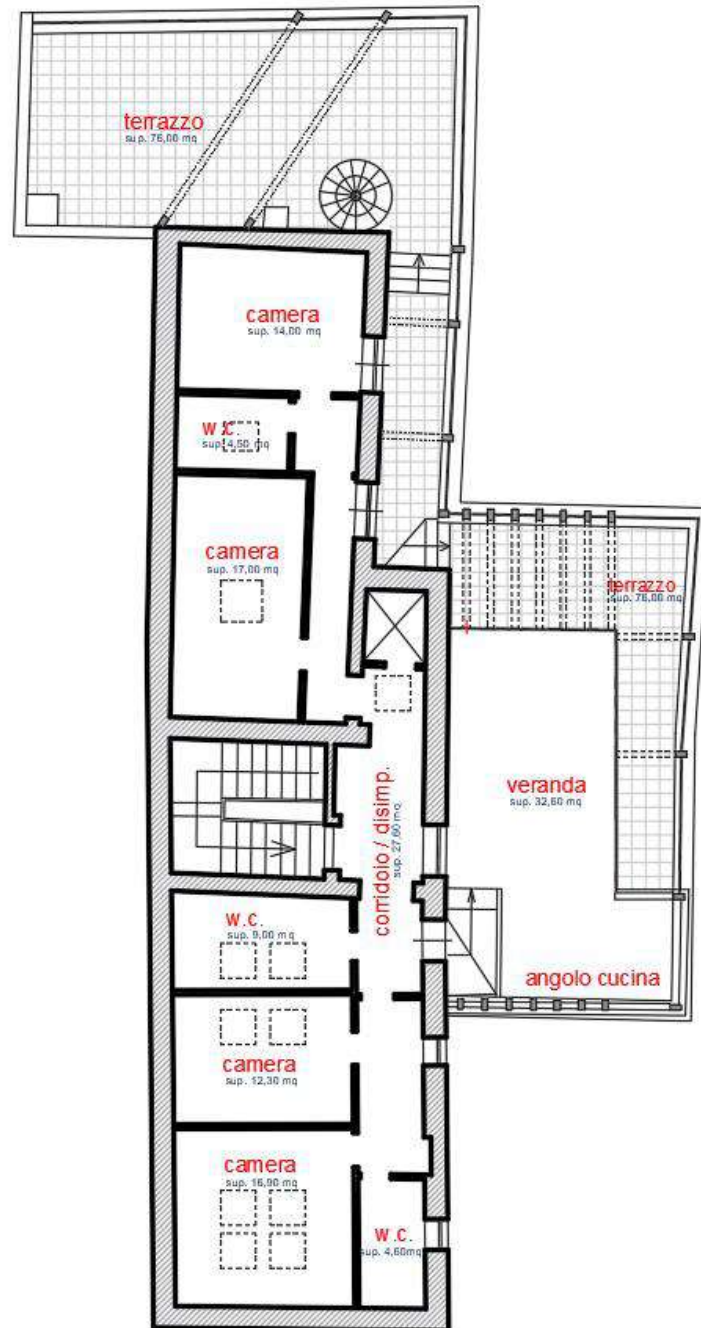 terrazzo
sup. 76,00 mq
camera
sup. 14,00 mq
W.C.
sup. 4,50 mq
camera
sup. 17,00 mq
terrazzo
sup. 76,00 mq
veranda
sup. 32,60 mq
corridoio / disimp.
sup. 27,60 mq
W.C.
sup. 9,00 mq
angolo cucina
camera
sup. 12,30 mq
camera
sup. 16,90 mq
W.C.
sup. 4,60mq